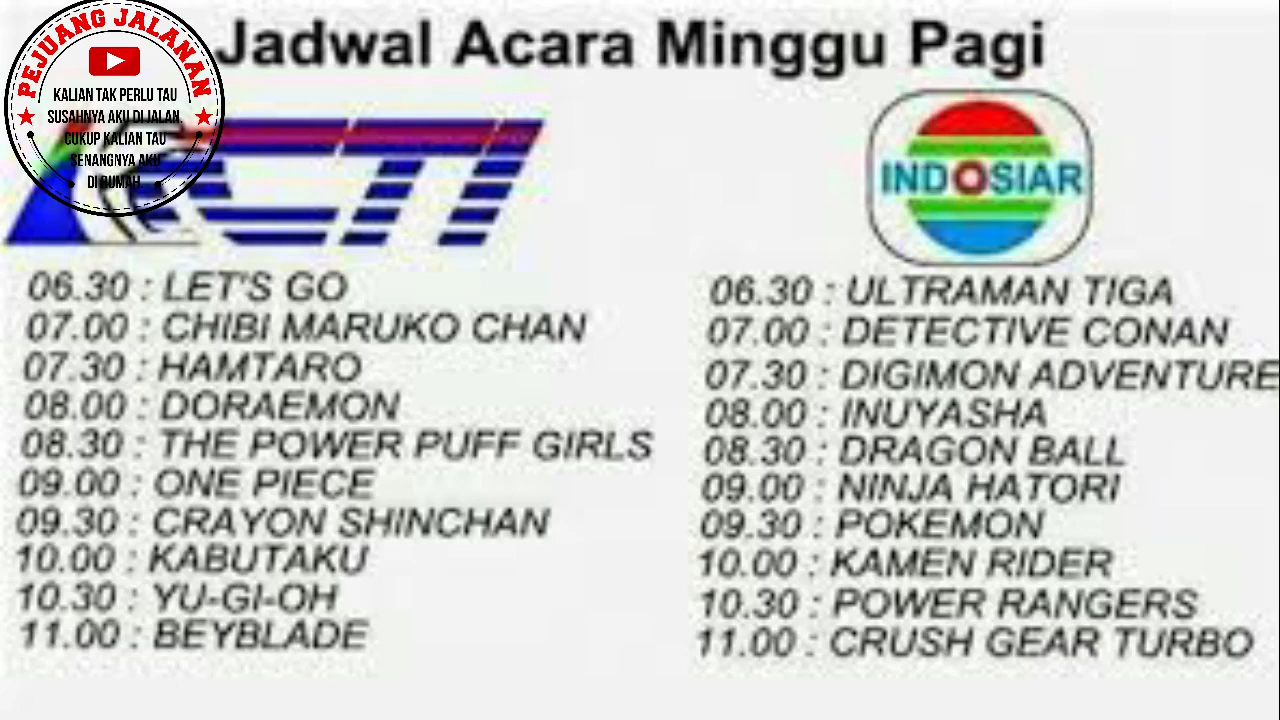 PEJUANG JALANAN
KALIAN TAK PERLU TAU
SUSAHNYA AKU DI JALAN,
CUKUP KALIAN TAU
SENANGNYA AKU
DI RUMAH
Jadwal Acara Minggu Pagi
RCTI
06.30 : LET'S GO
07.00 : CHIBI MARUKO CHAN
07.30 : HAMTARO
08.00 : DORAEMON
08.30 : THE POWER PUFF GIRLS
09.00 : ONE PIECE
09.30 : CRAYON SHINCHAN
10.00 : KABUTAKU
10.30 : YU-GI-OH
11.00 : BEYBLADE
INDOSIAR
06.30 : ULTRAMAN TIGA
07.00 : DETECTIVE CONAN
07.30 : DIGIMON ADVENTURE
08.00 : INUYASHA
08.30 : DRAGON BALL
09.00 : NINJA HATORI
09.30 : POKEMON
10.00 : KAMEN RIDER
10.30 : POWER RANGERS
11.00 : CRUSH GEAR TURBO